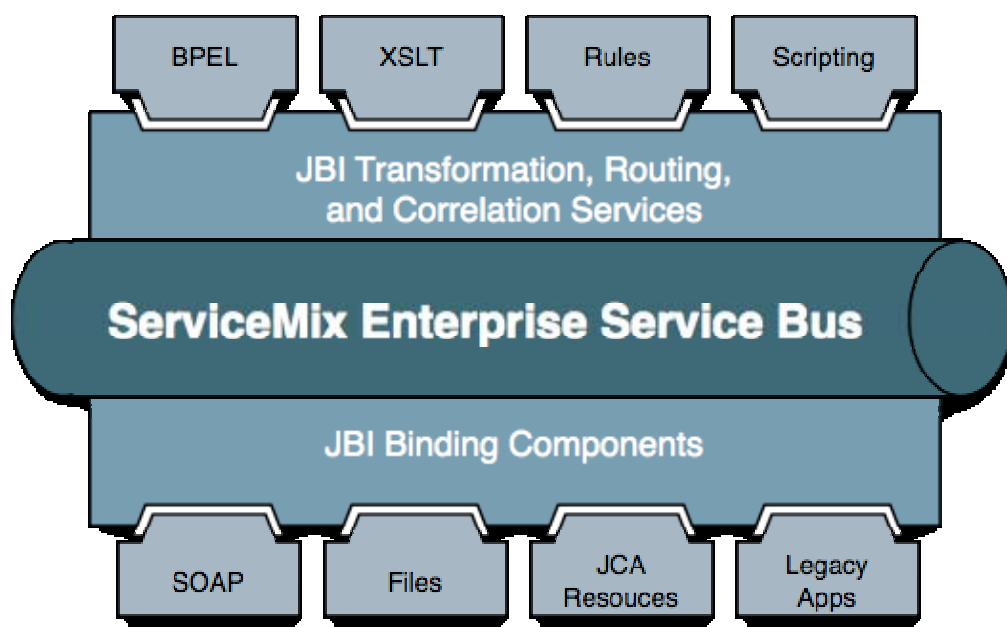 BPEL
XSLT
Rules
Scripting
JBI Transformation, Routing,
and Correlation Services
ServiceMix Enterprise Service Bus
JBI Binding Components
SOAP
Files
JCA
Resouces
Legacy
Apps